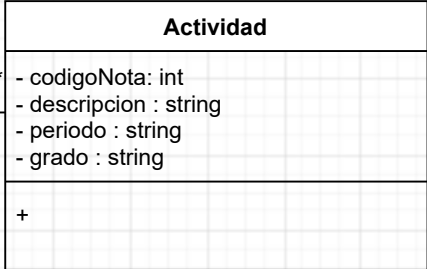 Actividad
- codigoNota: int
- descripcion : string
- periodo : string
- grado : string
+